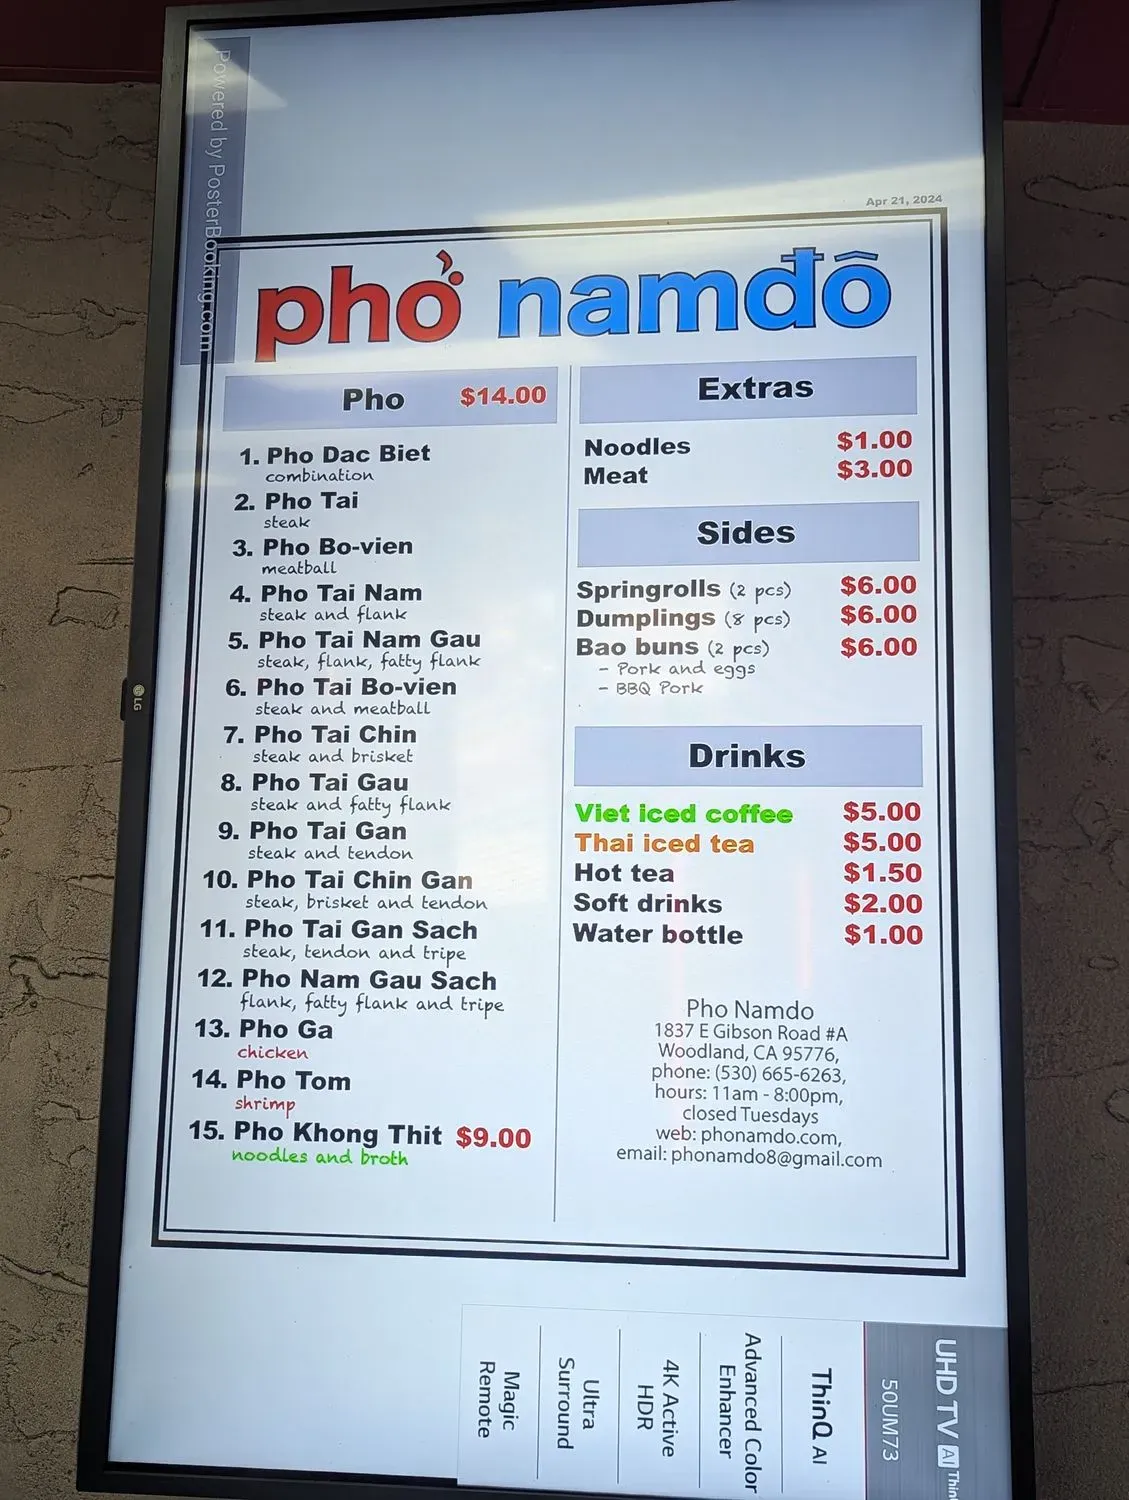 Powered by PosterBooking.com
Apr 21, 2024
phở namđô
Pho $14.00
1. Pho Dac Biet
combination
2. Pho Tai
steak
3. Pho Bo-vien
meatball
4. Pho Tai Nam
steak and flank
5. Pho Tai Nam Gau
steak, flank, fatty flank
6. Pho Tai Bo-vien
steak and meatball
7. Pho Tai Chin
steak and brisket
8. Pho Tai Gau
steak and fatty flank
9. Pho Tai Gan
steak and tendon
10. Pho Tai Chin Gan
steak, brisket and tendon
11. Pho Tai Gan Sach
steak, tendon and tripe
12. Pho Nam Gau Sach
flank, fatty flank and tripe
13. Pho Ga
chicken
14. Pho Tom
shrimp
15. Pho Khong Thit $9.00
noodles and broth
Extras
Noodles $1.00
Meat $3.00
Sides
Springrolls (2 pcs) $6.00
Dumplings (8 pcs) $6.00
Bao buns (2 pcs) $6.00
- Pork and eggs
- BBQ Pork
Drinks
Viet iced coffee $5.00
Thai iced tea $5.00
Hot tea $1.50
Soft drinks $2.00
Water bottle $1.00
Pho Namdo
1837 E Gibson Road #A
Woodland, CA 95776,
phone: (530) 665-6263,
hours: 11am - 8:00pm,
closed Tuesdays
web: phonamdo.com,
email: phonamdo8@gmail.com
LG
UHD TV AI Thin
50UM73
ThinQ AI
Advanced Color
Enhancer
4K Active
HDR
Ultra
Surround
Magic
Remote